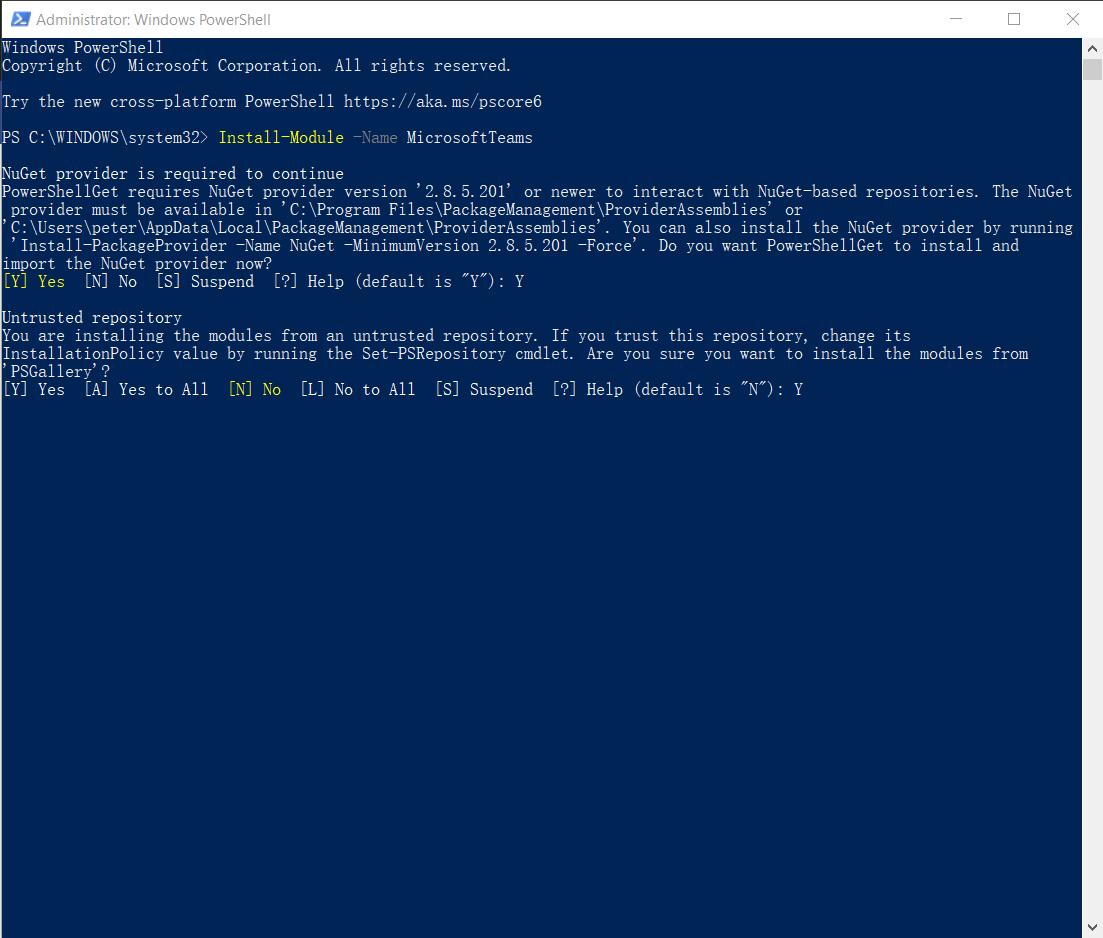 Administrator: Windows PowerShell
Windows PowerShell
Copyright (C) Microsoft Corporation. All rights reserved.
Try the new cross-platform PowerShell https://aka.ms/pscore6
PS C:\WINDOWS\system32> Install-Module -Name MicrosoftTeams
NuGet provider is required to continue
PowerShellGet requires NuGet provider version '2.8.5.201' or newer to interact with NuGet-based repositories. The NuGet
 provider must be available in 'C:\Program Files\PackageManagement\ProviderAssemblies' or
'C:\Users\peter\AppData\Local\PackageManagement\ProviderAssemblies'. You can also install the NuGet provider by running
 'Install-PackageProvider -Name NuGet -MinimumVersion 2.8.5.201 -Force'. Do you want PowerShellGet to install and
import the NuGet provider now?
[Y] Yes  [N] No  [S] Suspend  [?] Help (default is "Y"): Y
Untrusted repository
You are installing the modules from an untrusted repository. If you trust this repository, change its
InstallationPolicy value by running the Set-PSRepository cmdlet. Are you sure you want to install the modules from
'PSGallery'?
[Y] Yes  [A] Yes to All  [N] No  [L] No to All  [S] Suspend  [?] Help (default is "N"): Y